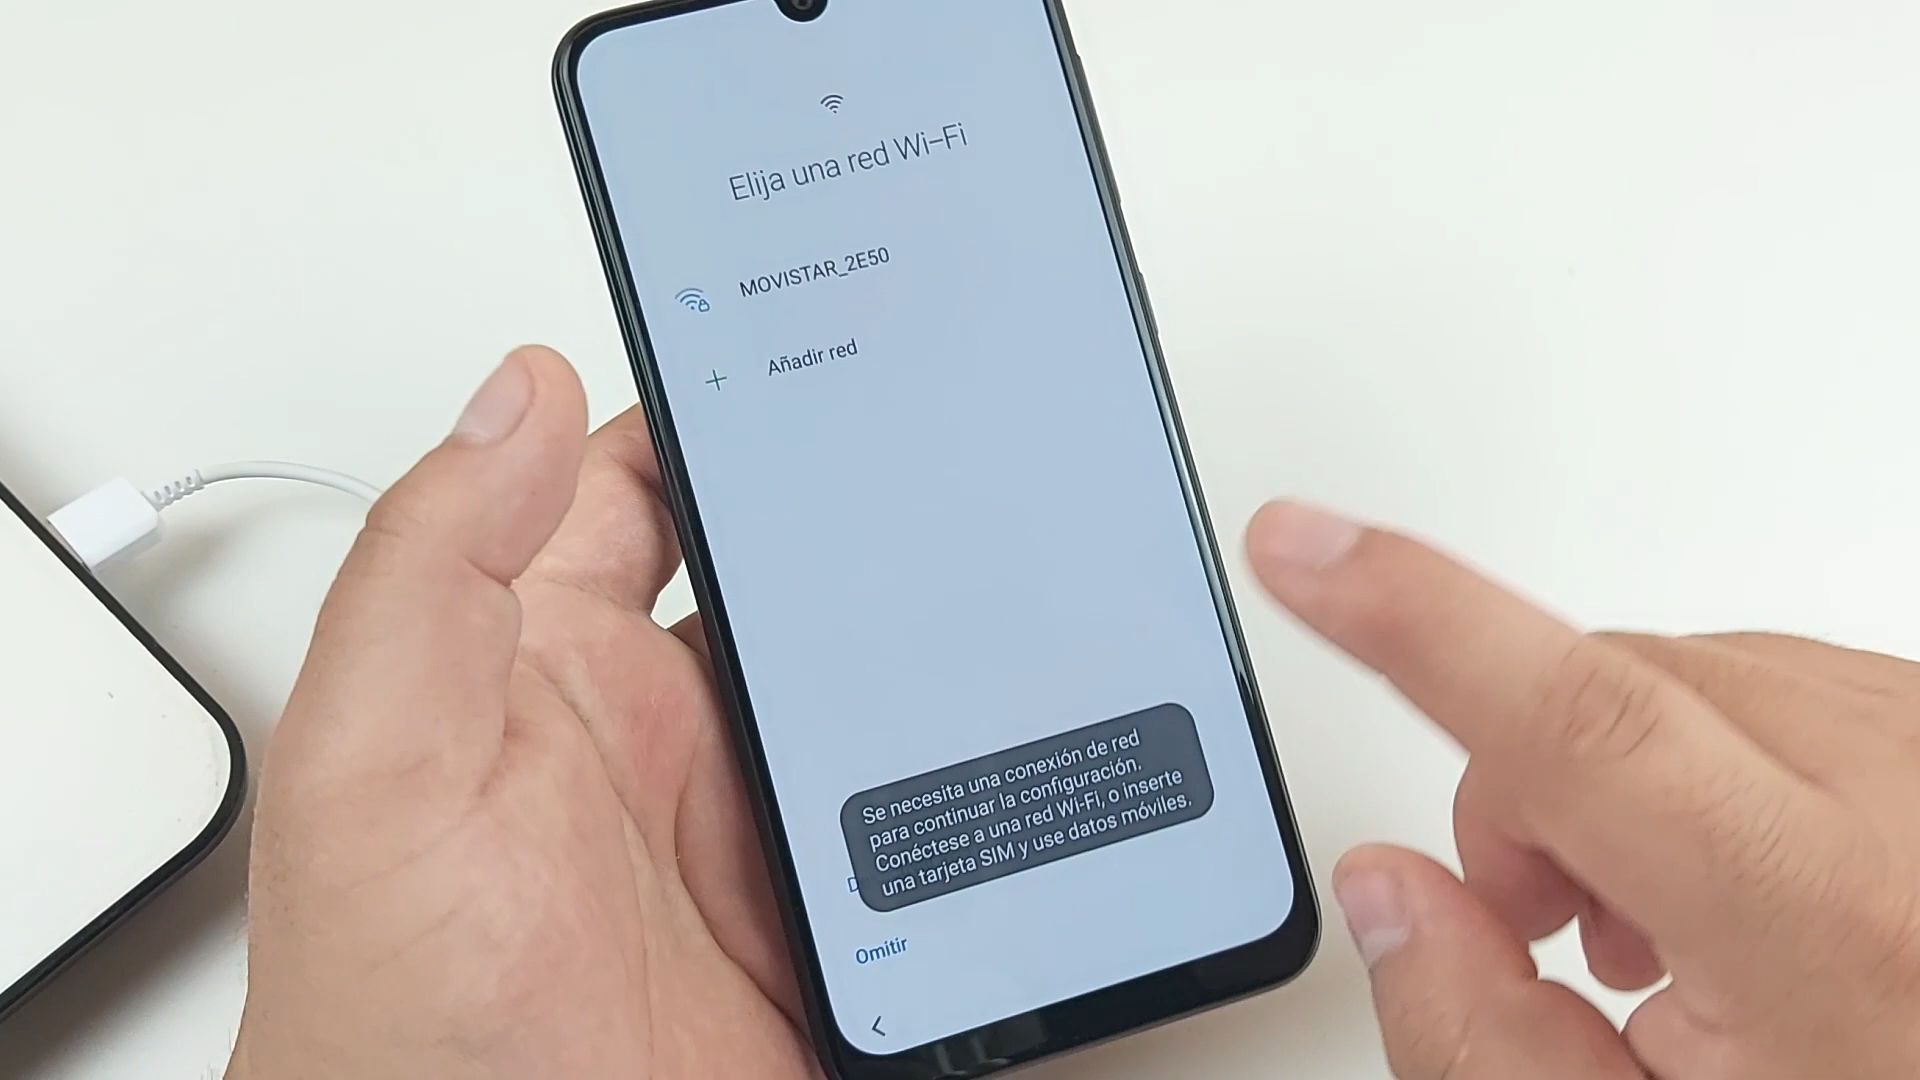 Elija una red Wi-Fi
MOVISTAR_2E50
Añadir red
Se necesita una conexión de red
para continuar la configuración.
Conéctese a una red Wi-Fi, o inserte
una tarjeta SIM y use datos móviles.
Omitir